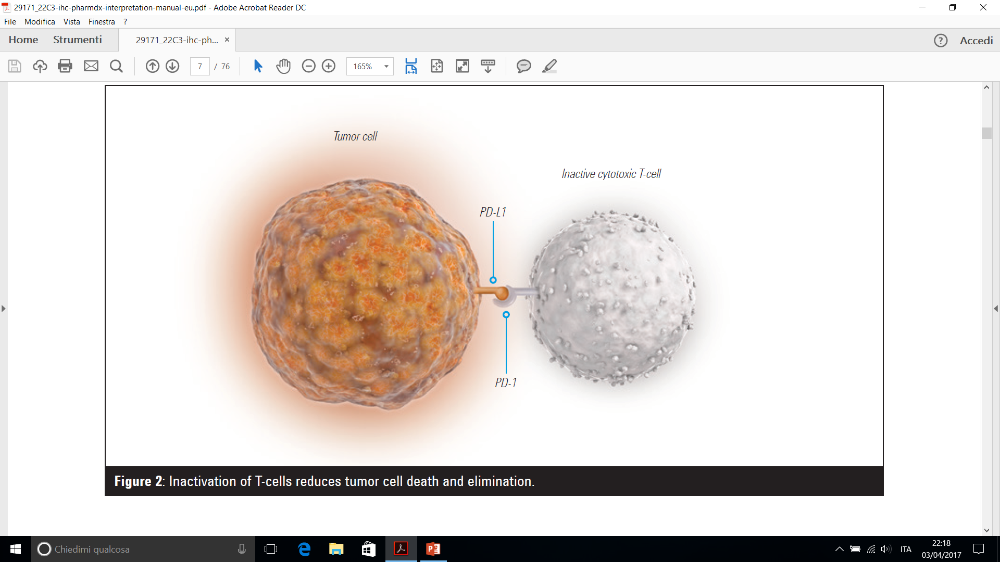 29171_22C3-ihc-pharmdx-interpretation-manual-eu.pdf - Adobe Acrobat Reader DC
File Modifica Vista Finestra ?
Home Strumenti 29171_22C3-ihc-ph... × ? Accedi
7 / 76 165%
Tumor cell
Inactive cytotoxic T-cell
PD-L1
PD-1
Figure 2: Inactivation of T-cells reduces tumor cell death and elimination.
Chiedimi qualcosa
ITA
22:18
03/04/2017